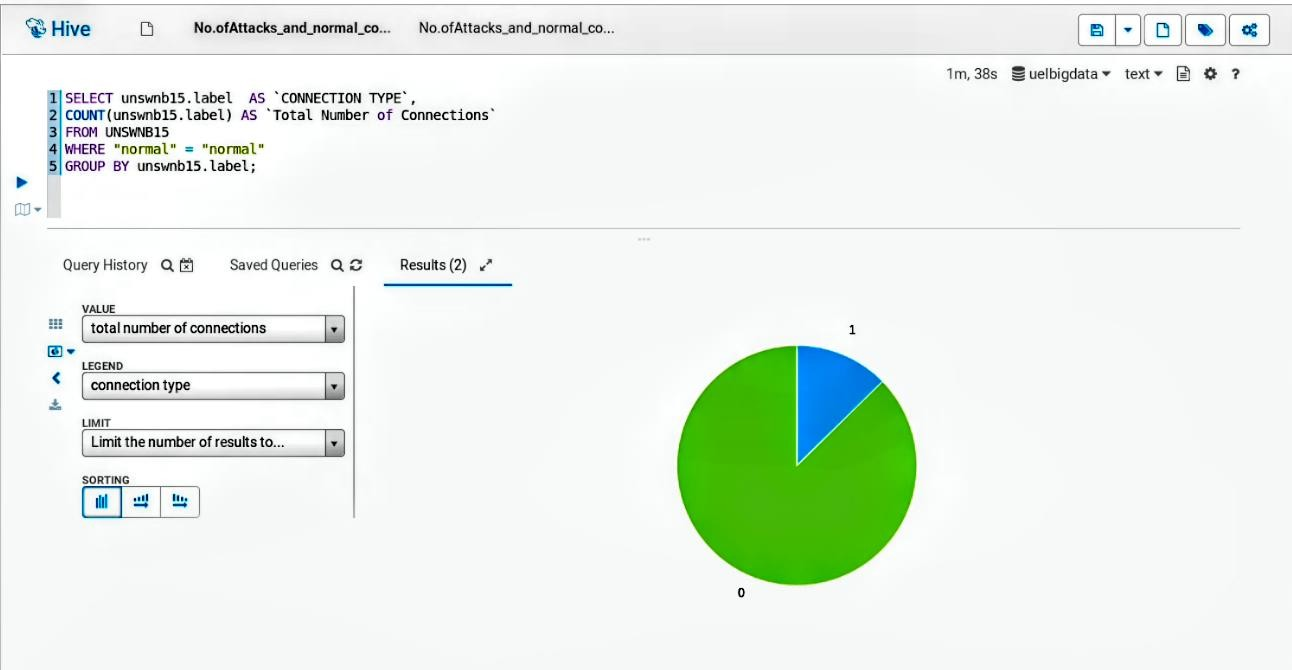 Hive
No.ofAttacks_and_normal_co...
No.ofAttacks_and_normal_co...
1m, 38s
uelbigdata
text
?
1 SELECT unswnb15.label  AS `CONNECTION TYPE`,
2 COUNT(unswnb15.label) AS `Total Number of Connections`
3 FROM UNSWNB15
4 WHERE "normal" = "normal"
5 GROUP BY unswnb15.label;
Query History
Saved Queries
Results (2)
VALUE
total number of connections
LEGEND
connection type
LIMIT
Limit the number of results to...
SORTING
1
0